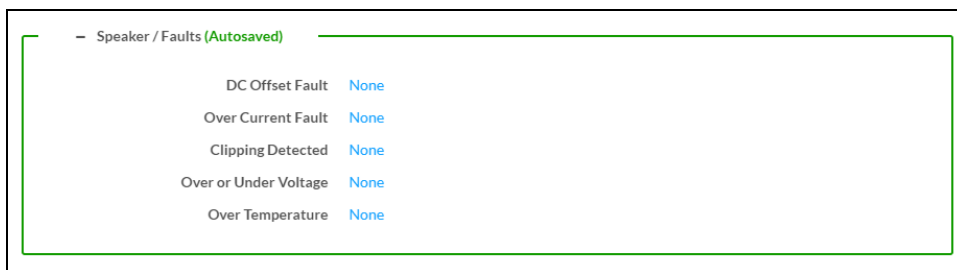 – Speaker / Faults (Autosaved)
DC Offset Fault None
Over Current Fault None
Clipping Detected None
Over or Under Voltage None
Over Temperature None